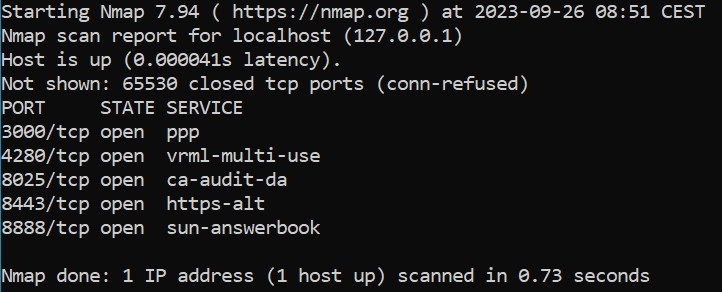 Starting Nmap 7.94 ( https://nmap.org ) at 2023-09-26 08:51 CEST
Nmap scan report for localhost (127.0.0.1)
Host is up (0.000041s latency).
Not shown: 65530 closed tcp ports (conn-refused)
PORT     STATE SERVICE
3000/tcp open  ppp
4280/tcp open  vrml-multi-use
8025/tcp open  ca-audit-da
8443/tcp open  https-alt
8888/tcp open  sun-answerbook

Nmap done: 1 IP address (1 host up) scanned in 0.73 seconds